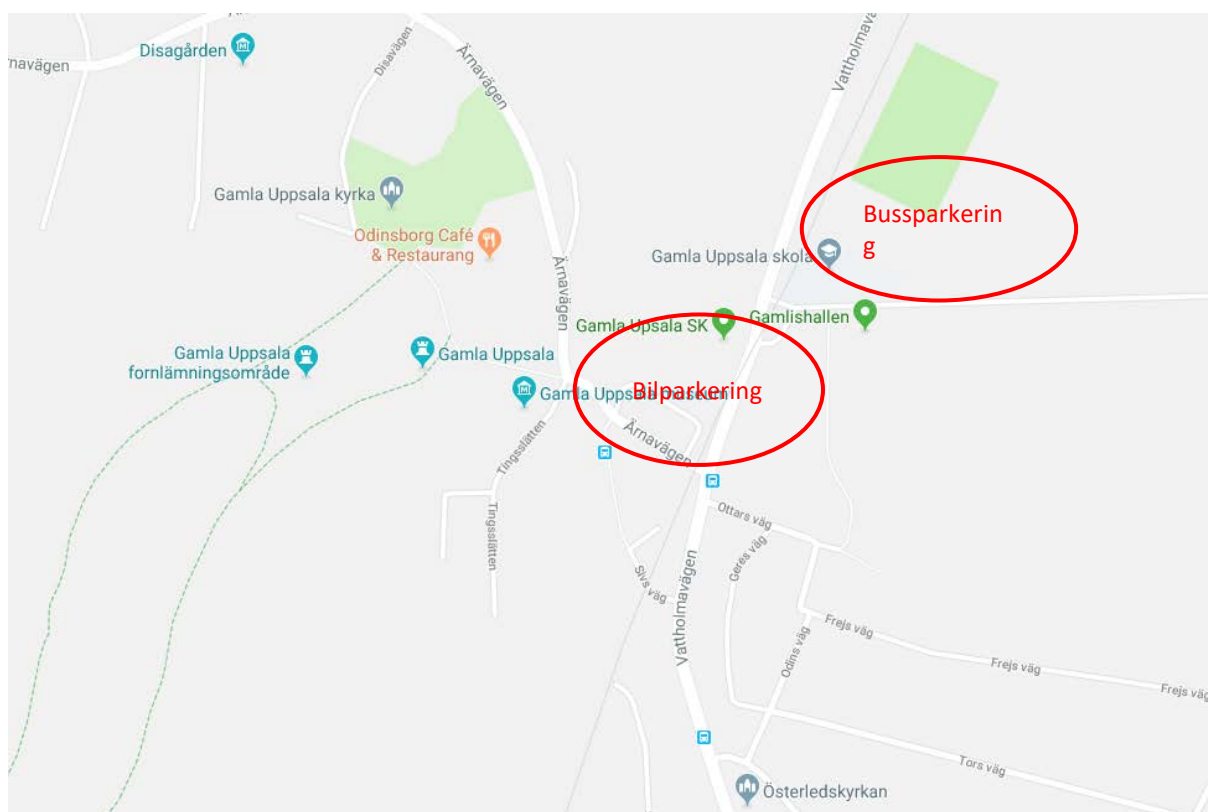 Är
Disagården
Ärnavägen
rnavägen
Disavägen
Vattholmavä
Gamla Uppsala kyrka
Bussparkerin
g
Odinsborg Café
& Restaurang
Gamla Uppsala skola
Ärnavägen
Gamla Upsala SK
Gamlishallen
Gamla Uppsala
fornlämningsområde
Gamla Uppsala
Gamla Uppsala museum
Bilparkering
Ärnavägen
Tingsslätten
Tingsslätten
Ottars väg
Geres väg
Sivs väg
Vattholmavägen
Odins väg
Frejs väg
Frejs väg
Frejs väg
Tors väg
Österledskyrkan